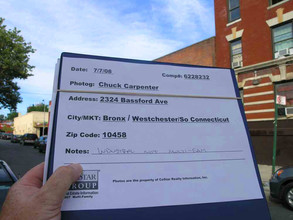 Date: 7/7/06 Comp#: 6228232
Photog: Chuck Carpenter
Address: 2324 Bassford Ave
City/MKT: Bronx / Westchester/So Connecticut
Zip Code: 10458
Notes:
STAR
GROUP
Photos are the property of CoStar Realty Information, Inc.